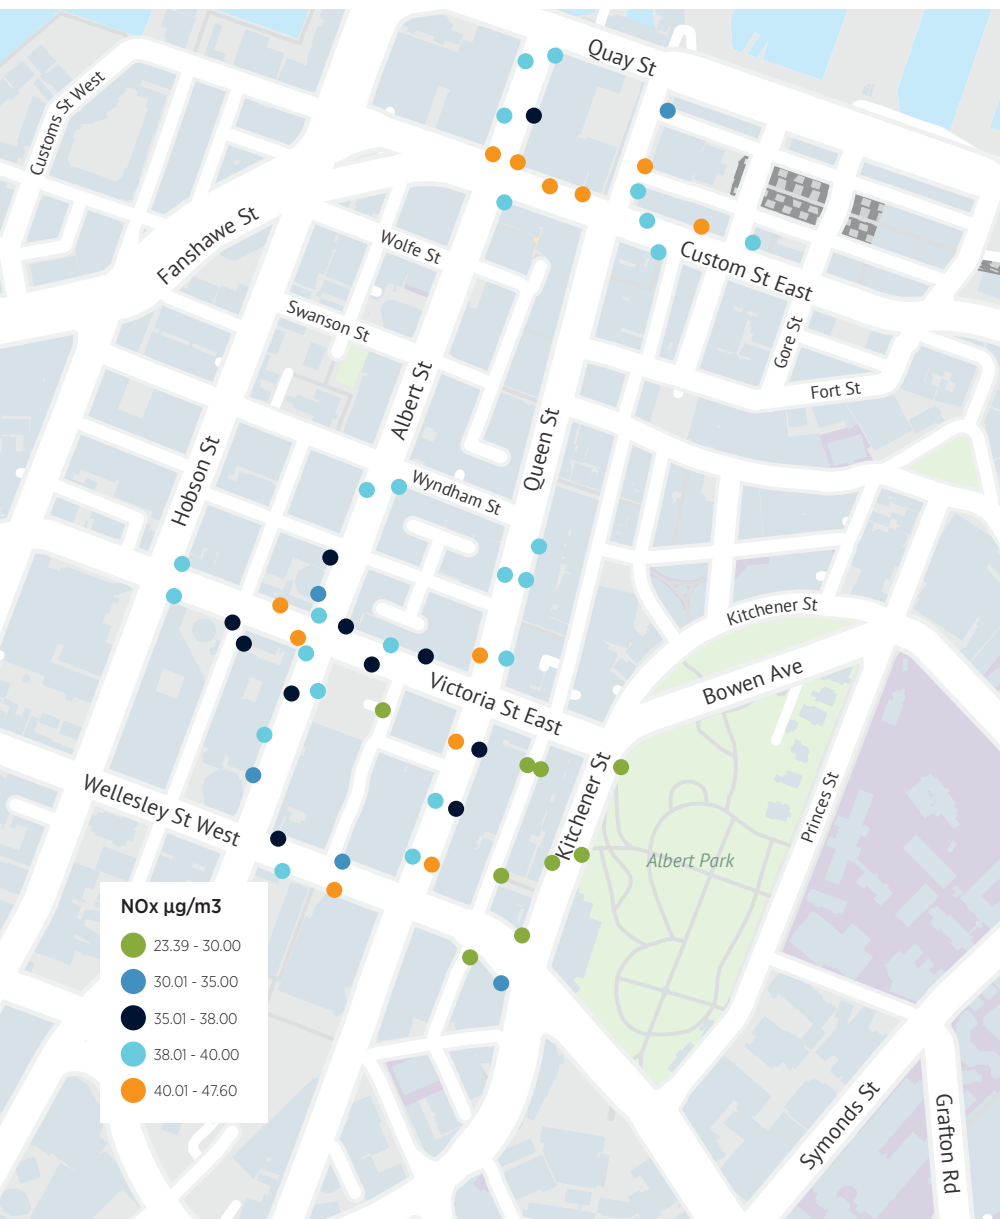 Quay St
Customs St West
Fanshawe St
Wolfe St
Custom St East
Swanson St
Gore St
Albert St
Fort St
Queen St
Hobson St
Wyndham St
Kitchener St
Bowen Ave
Victoria St East
Kitchener St
Princes St
Wellesley St West
Albert Park
NOx µg/m3
23.39 - 30.00
30.01 - 35.00
35.01 - 38.00
38.01 - 40.00
40.01 - 47.60
Symonds St
Grafton Rd